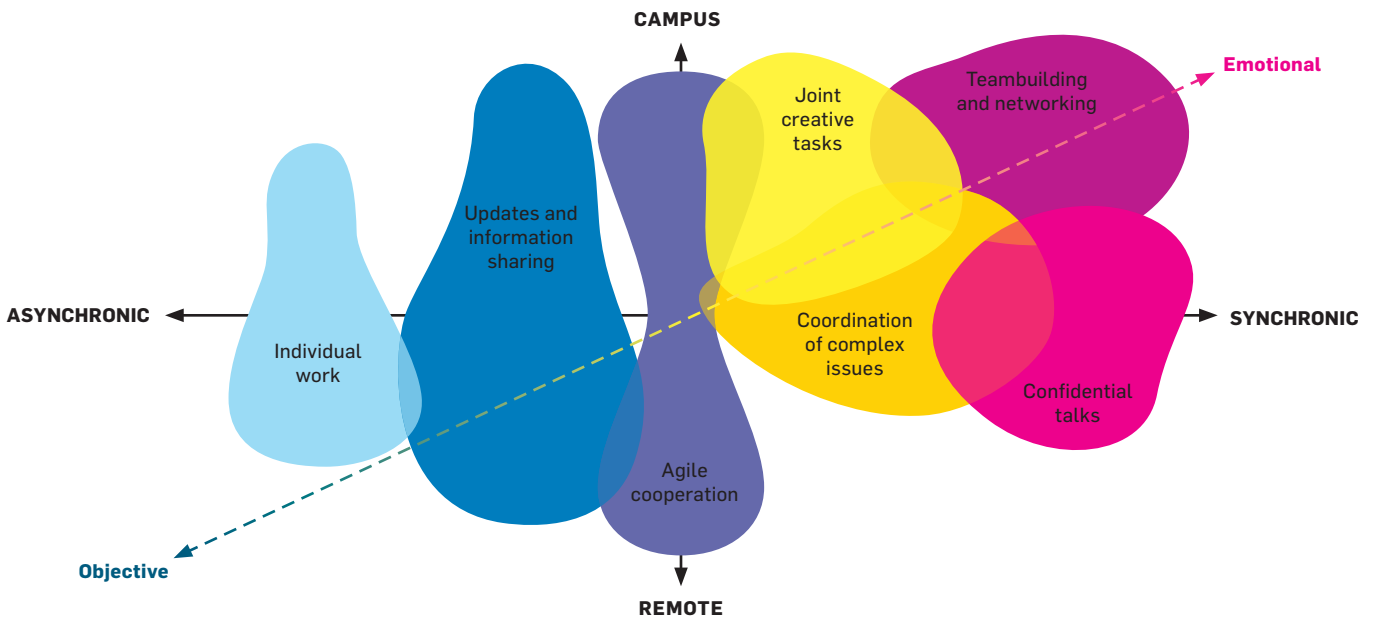 CAMPUS
Emotional
Teambuilding
and networking
Joint
creative
tasks
Updates and
information
sharing
ASYNCHRONIC
SYNCHRONIC
Individual
work
Coordination
of complex
issues
Confidential
talks
Agile
cooperation
Objective
REMOTE